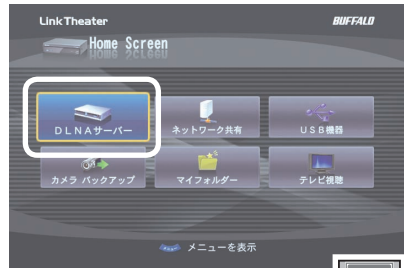 LinkTheater
BUFFALO
Home Screen
DLNAサーバー
ネットワーク共有
USB機器
カメラ バックアップ
マイフォルダー
テレビ視聴
メニューを表示